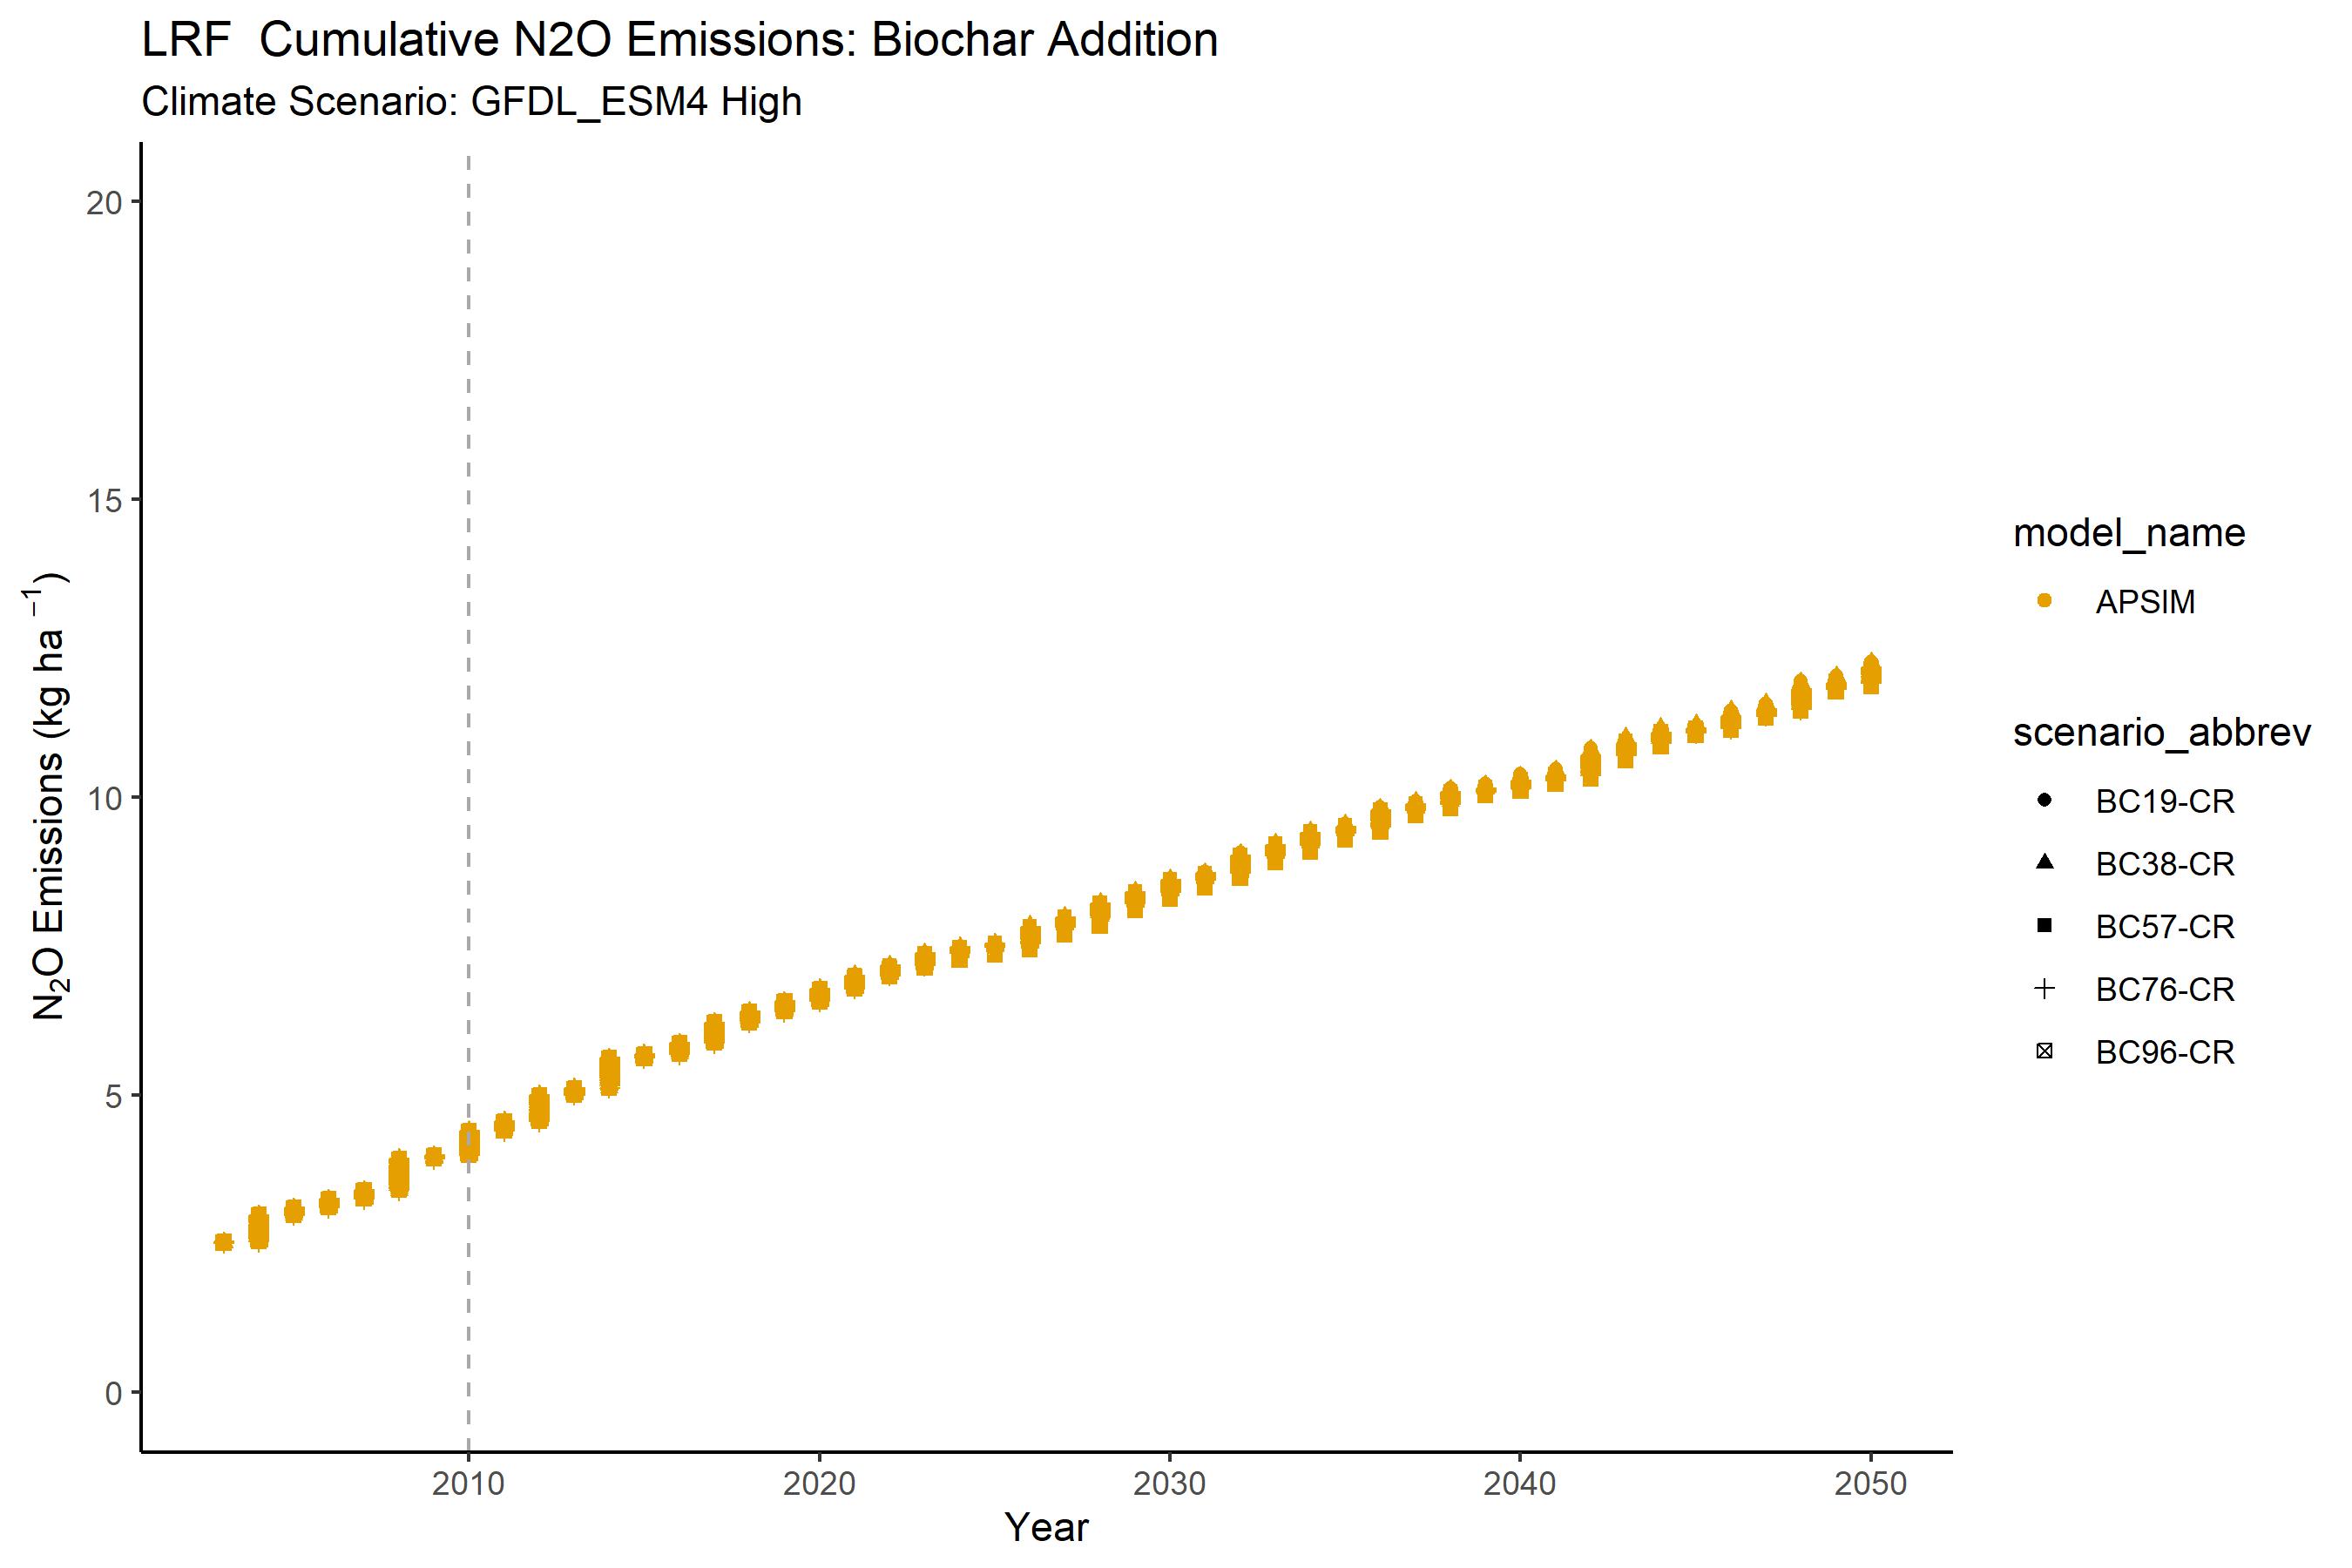 LRF  Cumulative N2O Emissions: Biochar Addition
Climate Scenario: GFDL_ESM4 High
N₂O Emissions (kg ha ⁻¹)
20
15
10
5
0
2010 2020 2030 2040 2050
Year
model_name
APSIM
scenario_abbrev
BC19-CR
BC38-CR
BC57-CR
BC76-CR
BC96-CR